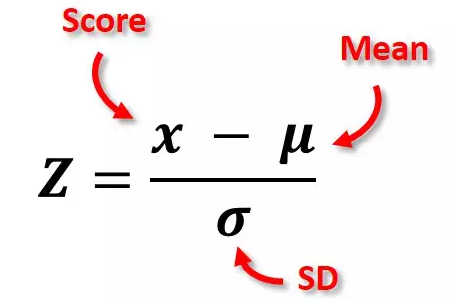 Score
Mean
x − μ
Z =
σ
SD